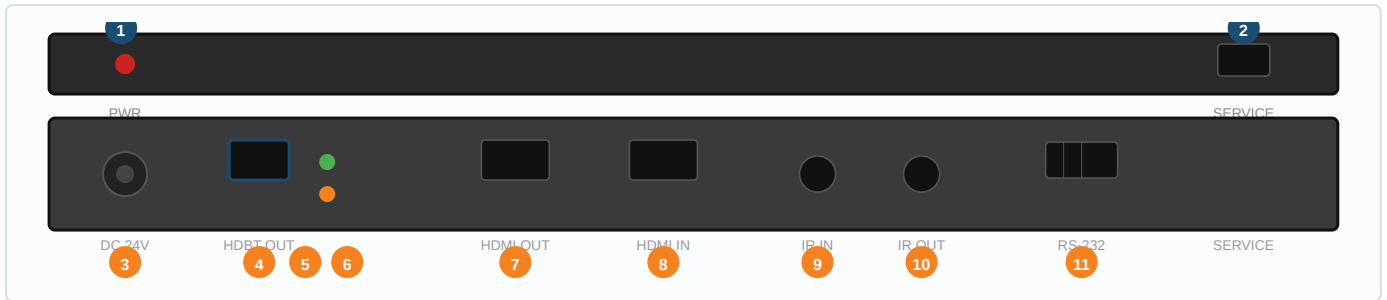 1 2
PWR SERVICE
DC 24V HDBT OUT HDMI OUT HDMI IN IR IN IR OUT RS-232 SERVICE
3 4 5 6 7 8 9 10 11